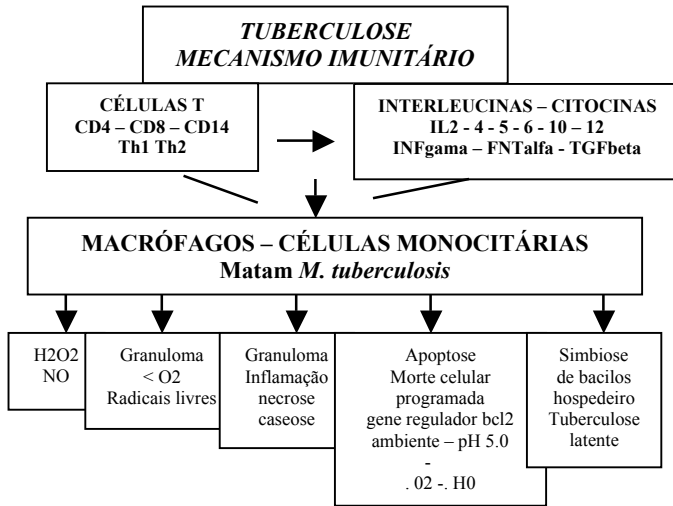 TUBERCULOSE
MECANISMO IMUNITÁRIO
CÉLULAS T
CD4 – CD8 – CD14
Th1 Th2
INTERLEUCINAS – CITOCINAS
IL2 - 4 - 5 - 6 - 10 – 12
INFgama – FNTalfa - TGFbeta
MACRÓFAGOS – CÉLULAS MONOCITÁRIAS
Matam M. tuberculosis
H2O2
NO
Granuloma
< O2
Radicais livres
Granuloma
Inflamação
necrose
caseose
Apoptose
Morte celular
programada
gene regulador bcl2
ambiente – pH 5.0
-
. 02 -. H0
Simbiose
de bacilos
hospedeiro
Tuberculose
latente